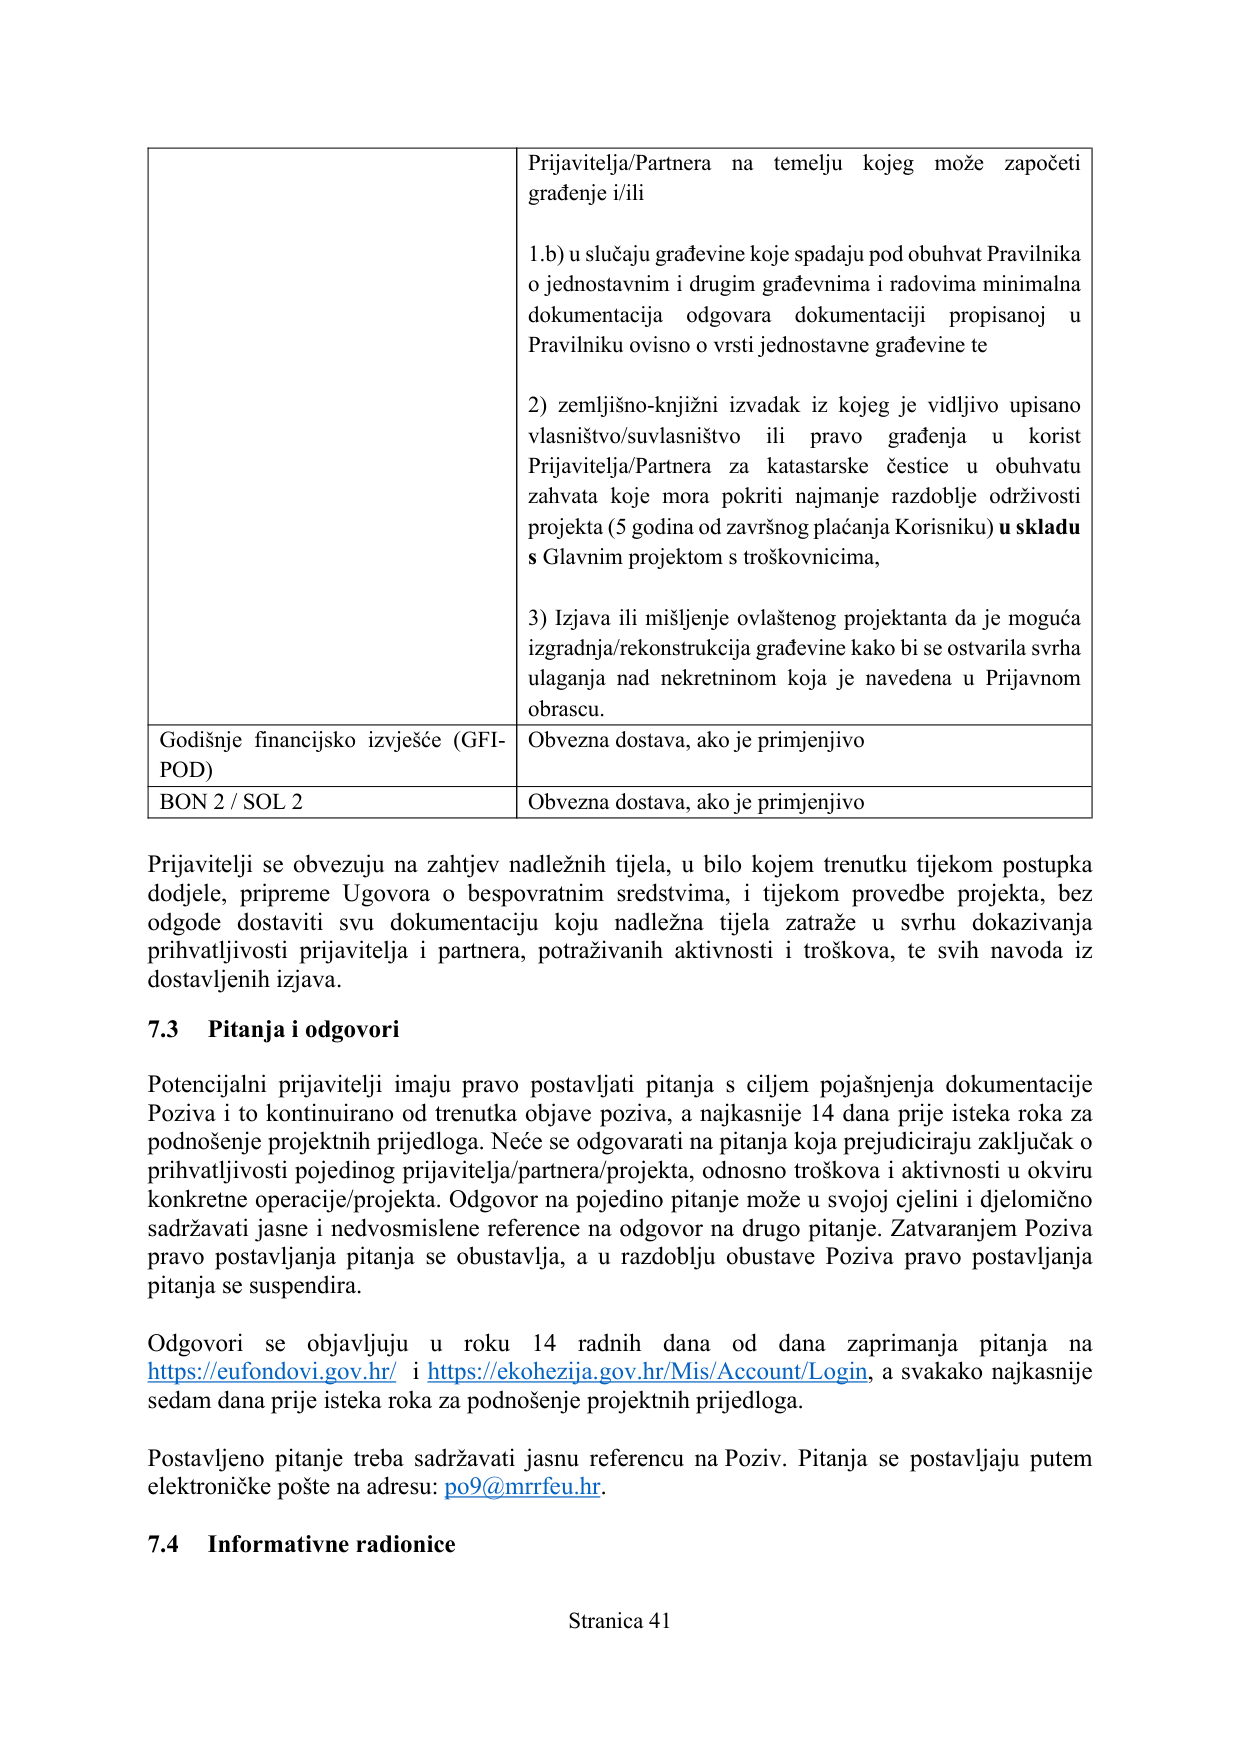 Prijavitelja/Partnera na temelju kojeg može započeti
građenje i/ili
1.b) u slučaju građevine koje spadaju pod obuhvat Pravilnika
o jednostavnim i drugim građevnima i radovima minimalna
dokumentacija odgovara dokumentaciji propisanoj u
Pravilniku ovisno o vrsti jednostavne građevine te
2) zemljišno-knjižni izvadak iz kojeg je vidljivo upisano
vlasništvo/suvlasništvo ili pravo građenja u korist
Prijavitelja/Partnera za katastarske čestice u obuhvatu
zahvata koje mora pokriti najmanje razdoblje održivosti
projekta (5 godina od završnog plaćanja Korisniku) u skladu
s Glavnim projektom s troškovnicima,
3) Izjava ili mišljenje ovlaštenog projektanta da je moguća
izgradnja/rekonstrukcija građevine kako bi se ostvarila svrha
ulaganja nad nekretninom koja je navedena u Prijavnom
obrascu.
Godišnje financijsko izvješće (GFI-
POD)
Obvezna dostava, ako je primjenjivo
BON 2 / SOL 2
Obvezna dostava, ako je primjenjivo
Prijavitelji se obvezuju na zahtjev nadležnih tijela, u bilo kojem trenutku tijekom postupka
dodjele, pripreme Ugovora o bespovratnim sredstvima, i tijekom provedbe projekta, bez
odgode dostaviti svu dokumentaciju koju nadležna tijela zatraže u svrhu dokazivanja
prihvatljivosti prijavitelja i partnera, potraživanih aktivnosti i troškova, te svih navoda iz
dostavljenih izjava.
7.3 Pitanja i odgovori
Potencijalni prijavitelji imaju pravo postavljati pitanja s ciljem pojašnjenja dokumentacije
Poziva i to kontinuirano od trenutka objave poziva, a najkasnije 14 dana prije isteka roka za
podnošenje projektnih prijedloga. Neće se odgovarati na pitanja koja prejudiciraju zaključak o
prihvatljivosti pojedinog prijavitelja/partnera/projekta, odnosno troškova i aktivnosti u okviru
konkretne operacije/projekta. Odgovor na pojedino pitanje može u svojoj cjelini i djelomično
sadržavati jasne i nedvosmislene reference na odgovor na drugo pitanje. Zatvaranjem Poziva
pravo postavljanja pitanja se obustavlja, a u razdoblju obustave Poziva pravo postavljanja
pitanja se suspendira.
Odgovori se objavljuju u roku 14 radnih dana od dana zaprimanja pitanja na
https://eufondovi.gov.hr/ i https://ekohezija.gov.hr/Mis/Account/Login, a svakako najkasnije
sedam dana prije isteka roka za podnošenje projektnih prijedloga.
Postavljeno pitanje treba sadržavati jasnu referencu na Poziv. Pitanja se postavljaju putem
elektroničke pošte na adresu: po9@mrrfeu.hr.
7.4 Informativne radionice
Stranica 41